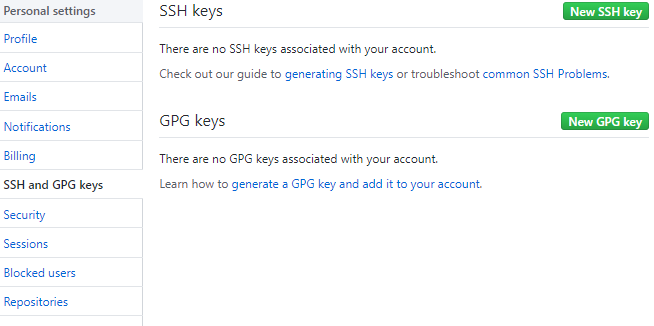 Personal settings
Profile
Account
Emails
Notifications
Billing
SSH and GPG keys
Security
Sessions
Blocked users
Repositories
SSH keys
New SSH key
There are no SSH keys associated with your account.
Check out our guide to generating SSH keys or troubleshoot common SSH Problems.
GPG keys
New GPG key
There are no GPG keys associated with your account.
Learn how to generate a GPG key and add it to your account.